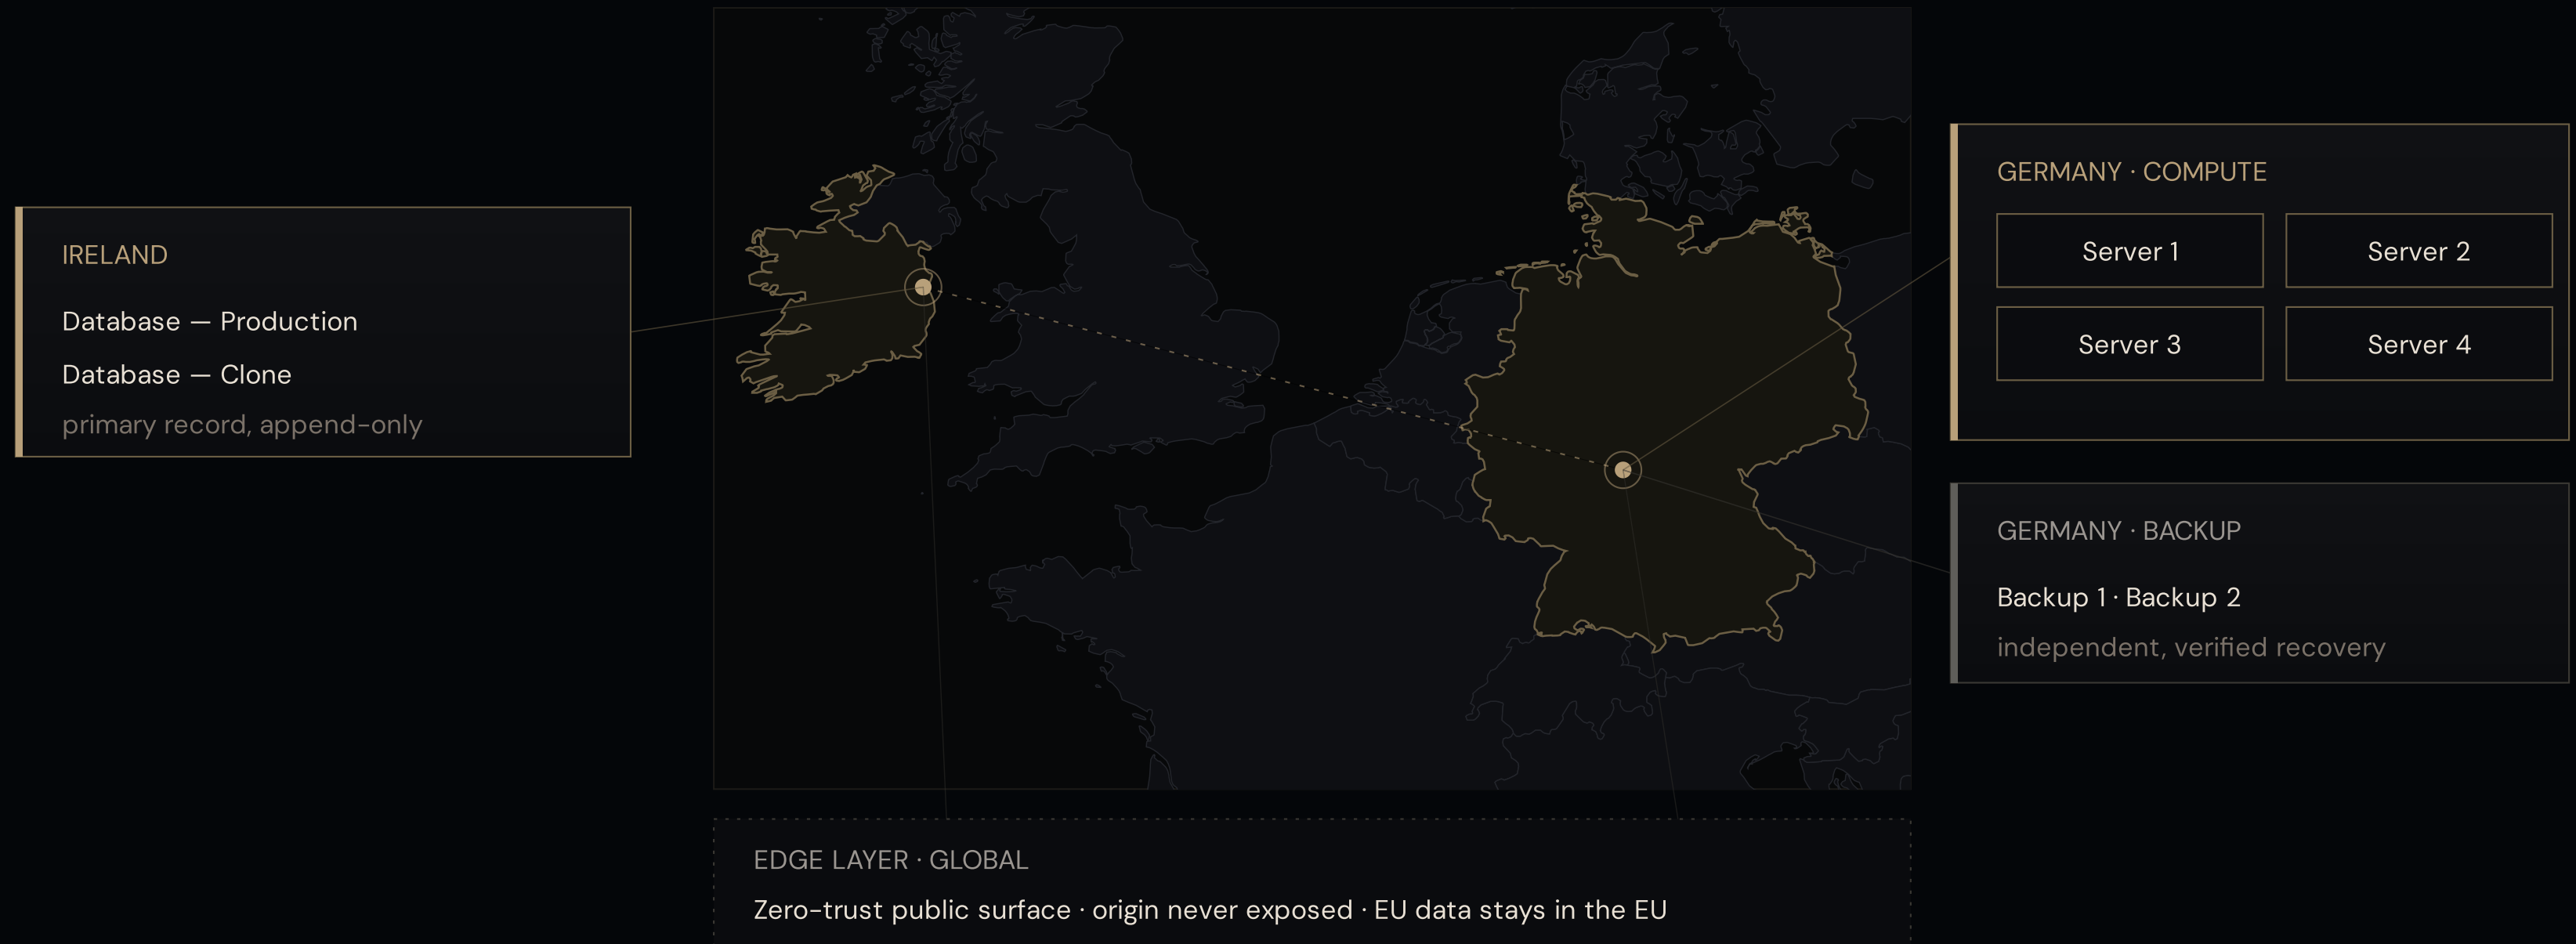 IRELAND
Database — Production
Database — Clone
primary record, append-only
GERMANY · COMPUTE
Server 1
Server 2
Server 3
Server 4
GERMANY · BACKUP
Backup 1 · Backup 2
independent, verified recovery
EDGE LAYER · GLOBAL
Zero-trust public surface · origin never exposed · EU data stays in the EU